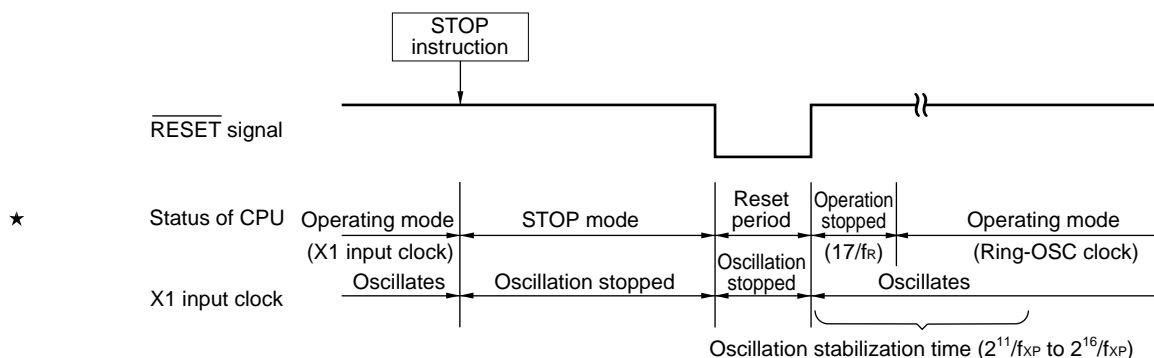 STOP
instruction
RESET signal
★ Status of CPU
Operating mode
(X1 input clock)
STOP mode
Reset
period
Operation
stopped
(17/fR)
Operating mode
(Ring-OSC clock)
X1 input clock
Oscillates
Oscillation stopped
Oscillation
stopped
Oscillates
Oscillation stabilization time (2¹¹/fXP to 2¹⁶/fXP)